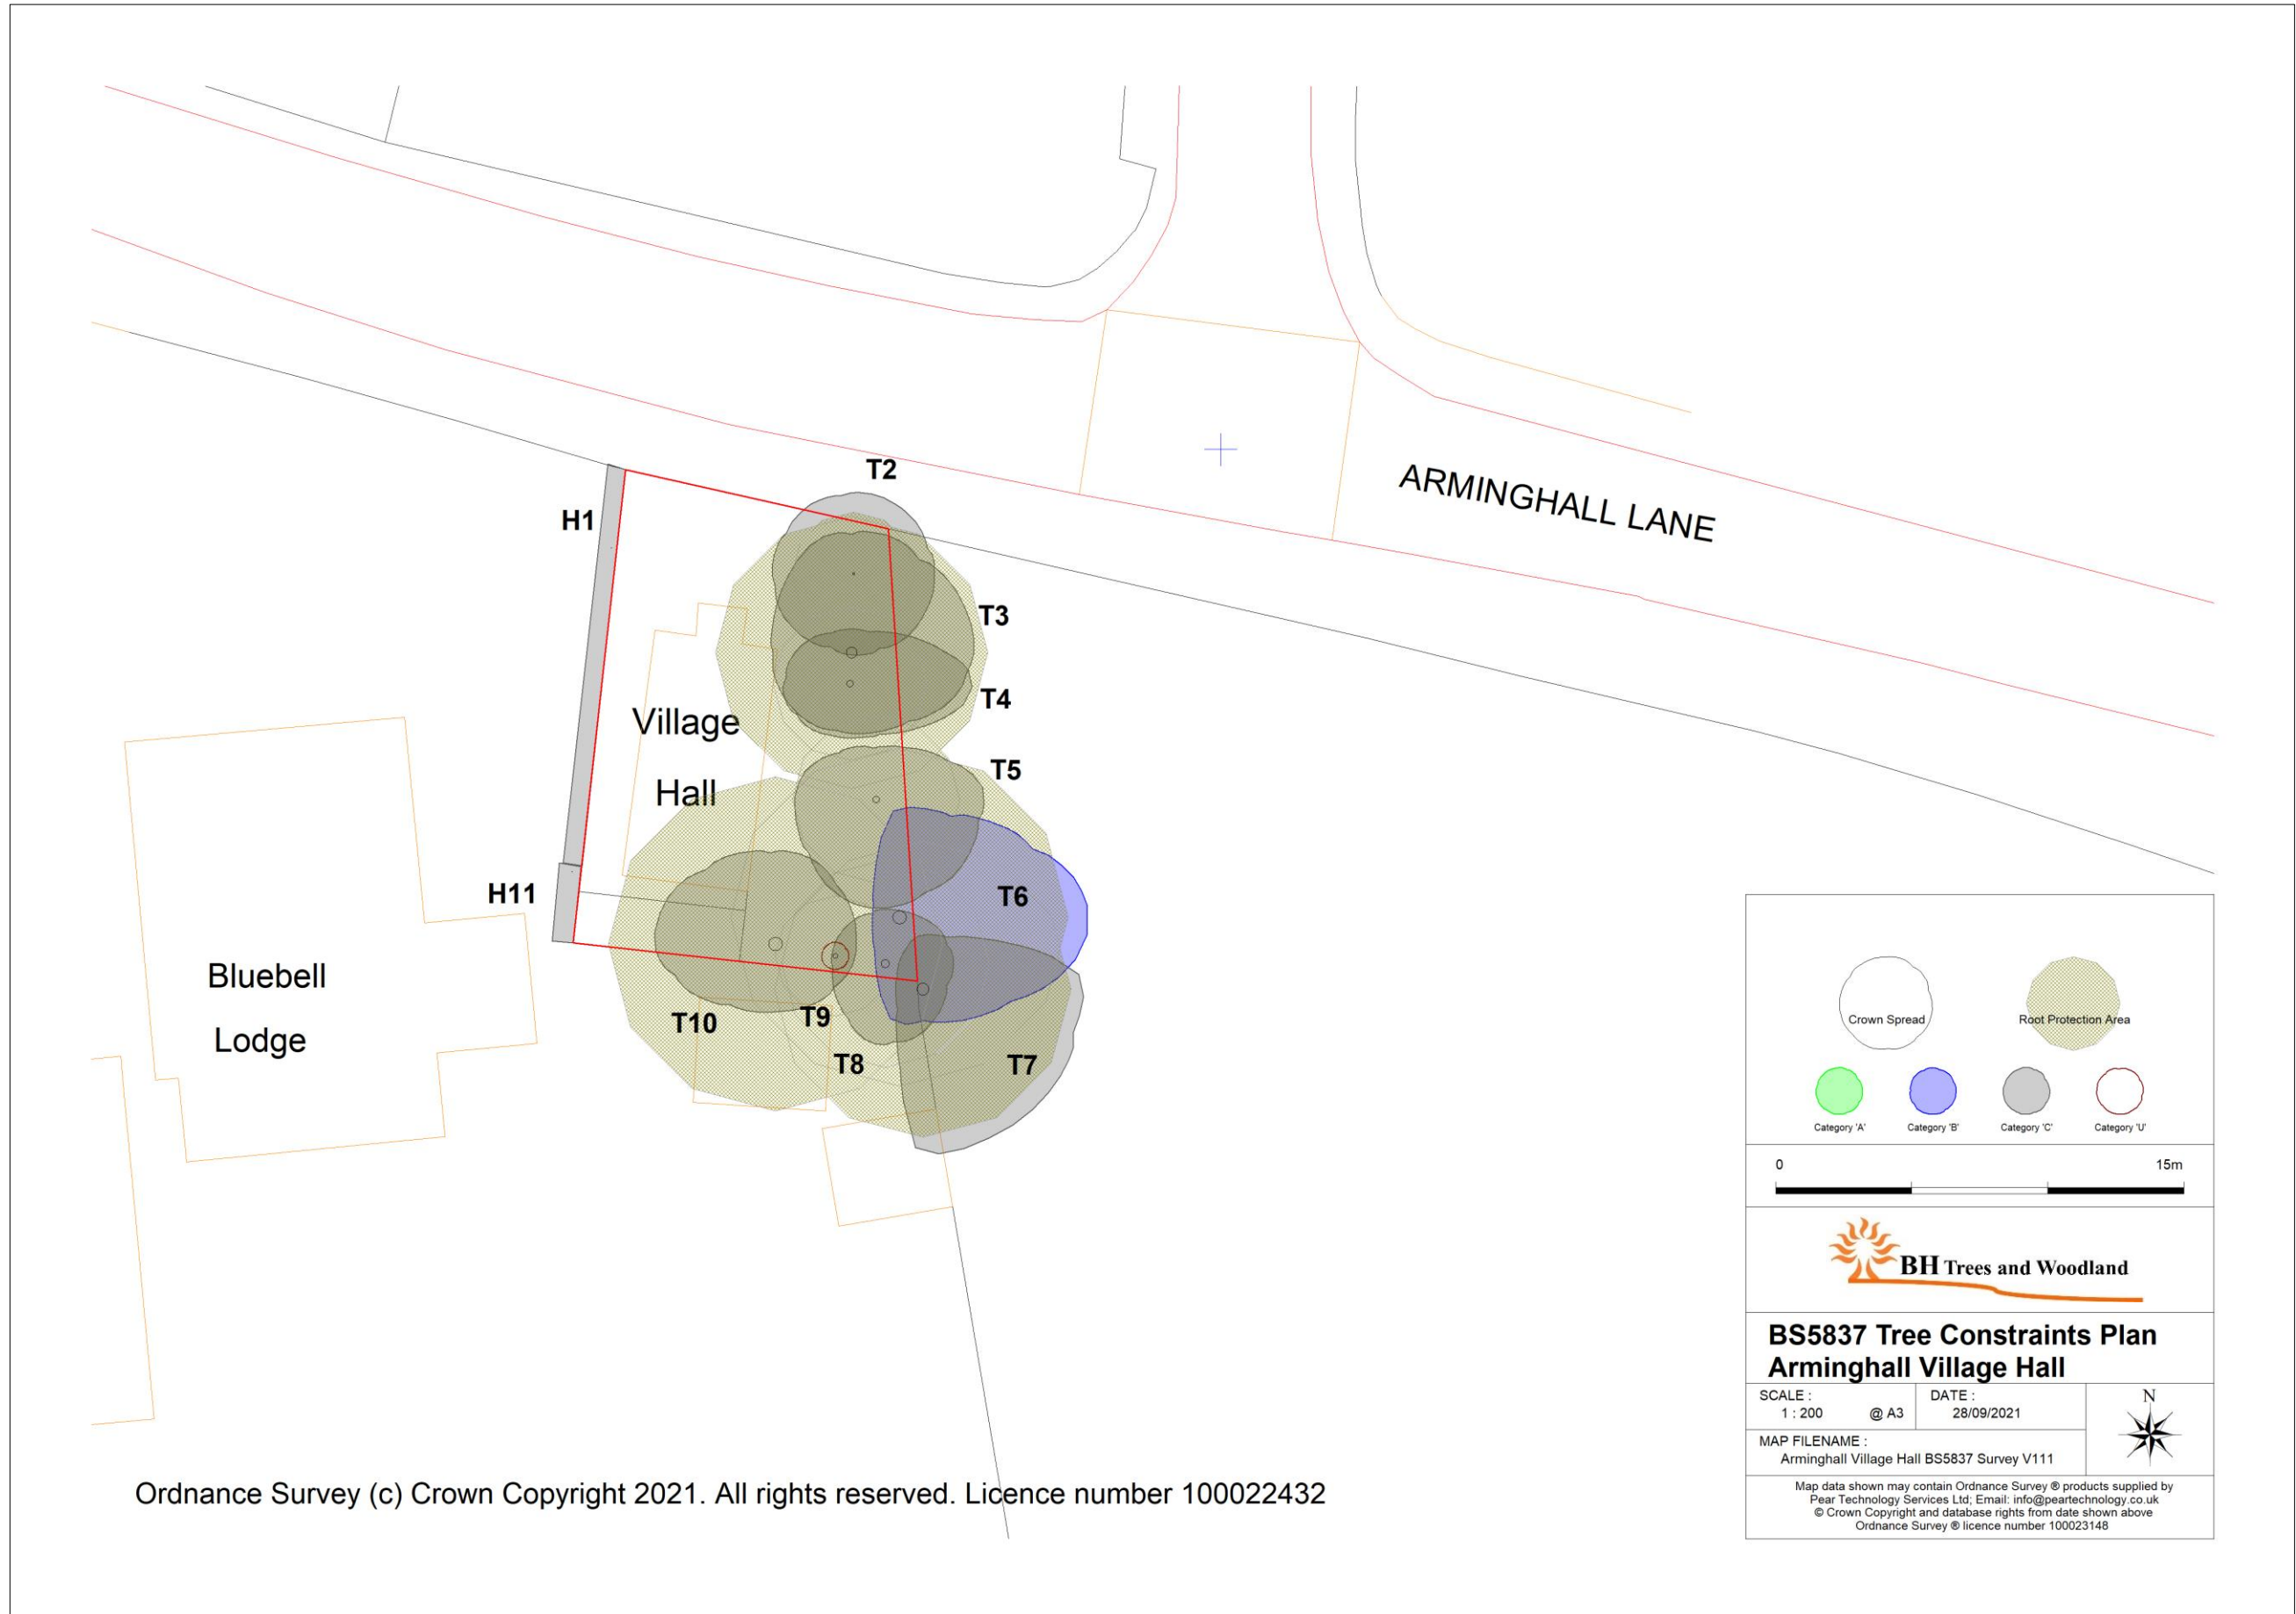 ARMINGHALL LANE
T2
H1
T3
T4
Village
Hall
T5
T6
H11
Bluebell
Lodge
T10
T9
T8
T7
Crown Spread
Root Protection Area
Category 'A'
Category 'B'
Category 'C'
Category 'U'
0
15m
BH Trees and Woodland
BS5837 Tree Constraints Plan
Arminghall Village Hall
SCALE :
1 : 200 @ A3
DATE :
28/09/2021
N
MAP FILENAME :
Arminghall Village Hall BS5837 Survey V111
Map data shown may contain Ordnance Survey ® products supplied by
Pear Technology Services Ltd; Email: info@peartechnology.co.uk
© Crown Copyright and database rights from date shown above
Ordnance Survey ® licence number 100023148
Ordnance Survey (c) Crown Copyright 2021. All rights reserved. Licence number 100022432